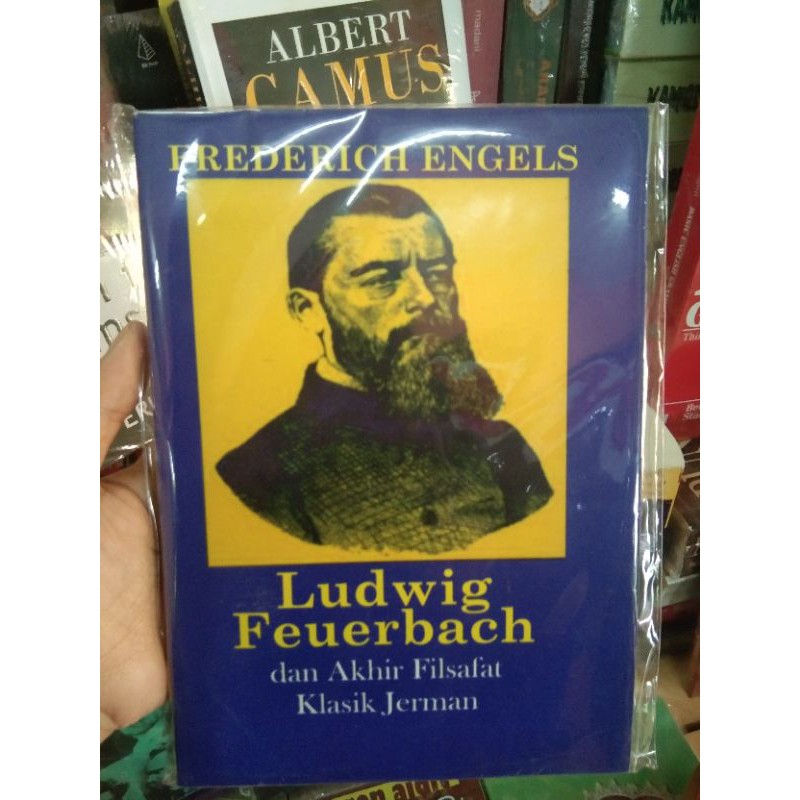 ALBERT
CAMUS
FREDERICH ENGELS
Ludwig
Feuerbach
dan Akhir Filsafat
Klasik Jerman